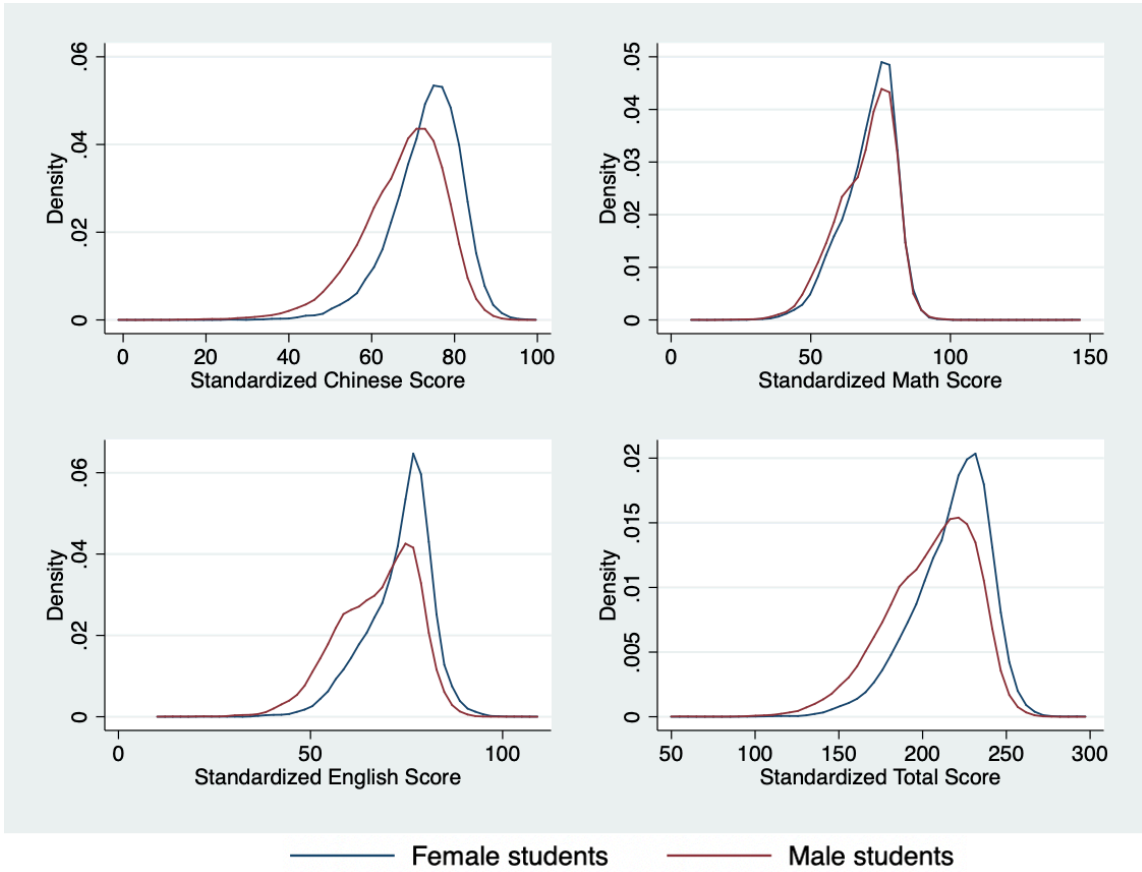 Density
.06
.04
.02
0
0 20 40 60 80 100
Standardized Chinese Score
Density
.05
.04
.03
.02
.01
0
0 50 100 150
Standardized Math Score
Density
.06
.04
.02
0
0 50 100
Standardized English Score
Density
.02
.015
.01
.005
0
50 100 150 200 250 300
Standardized Total Score
Female students Male students